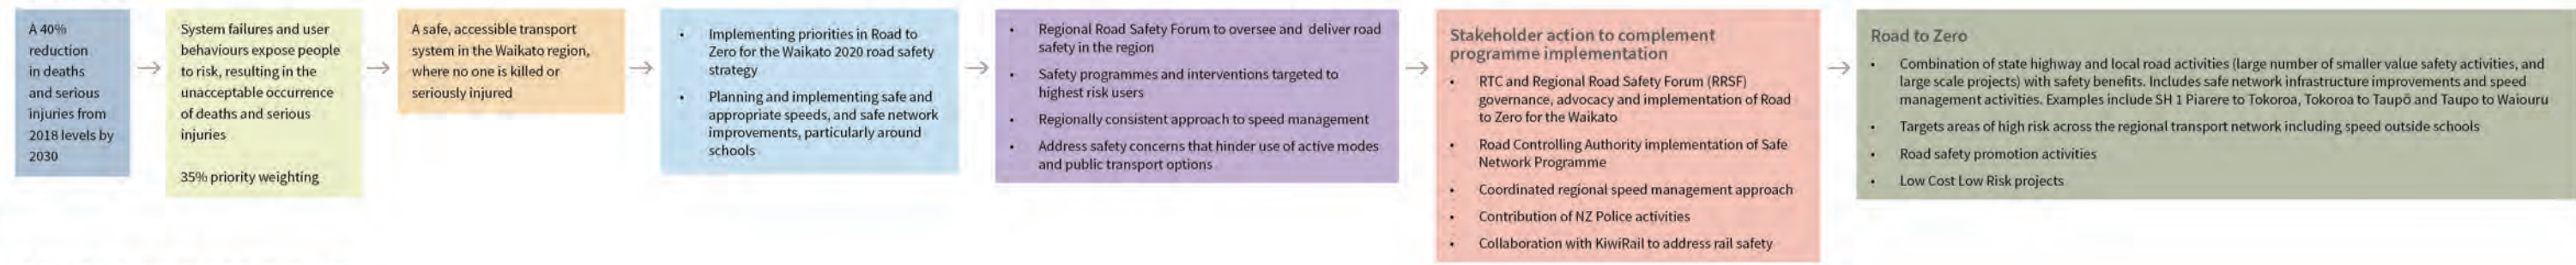 A 40%
reduction
in deaths
and serious
injuries from
2018 levels by
2030
System failures and user
behaviours expose people
to risk, resulting in the
unacceptable occurrence
of deaths and serious
injuries
35% priority weighting
A safe, accessible transport
system in the Waikato region,
where no one is killed or
seriously injured
• Implementing priorities in Road to
Zero for the Waikato 2020 road safety
strategy
• Planning and implementing safe and
appropriate speeds, and safe network
improvements, particularly around
schools
• Regional Road Safety Forum to oversee and deliver road
safety in the region
• Safety programmes and interventions targeted to
highest risk users
• Regionally consistent approach to speed management
• Address safety concerns that hinder use of active modes
and public transport options
Stakeholder action to complement
programme implementation
• RTC and Regional Road Safety Forum (RRSF)
governance, advocacy and implementation of Road
to Zero for the Waikato
• Road Controlling Authority implementation of Safe
Network Programme
• Coordinated regional speed management approach
• Contribution of NZ Police activities
• Collaboration with KiwiRail to address rail safety
Road to Zero
• Combination of state highway and local road activities (large number of smaller value safety activities, and
large scale projects) with safety benefits. Includes safe network infrastructure improvements and speed
management activities. Examples include SH 1 Piarere to Tokoroa, Tokoroa to Taupō and Taupo to Waiouru
• Targets areas of high risk across the regional transport network including speed outside schools
• Road safety promotion activities
• Low Cost Low Risk projects